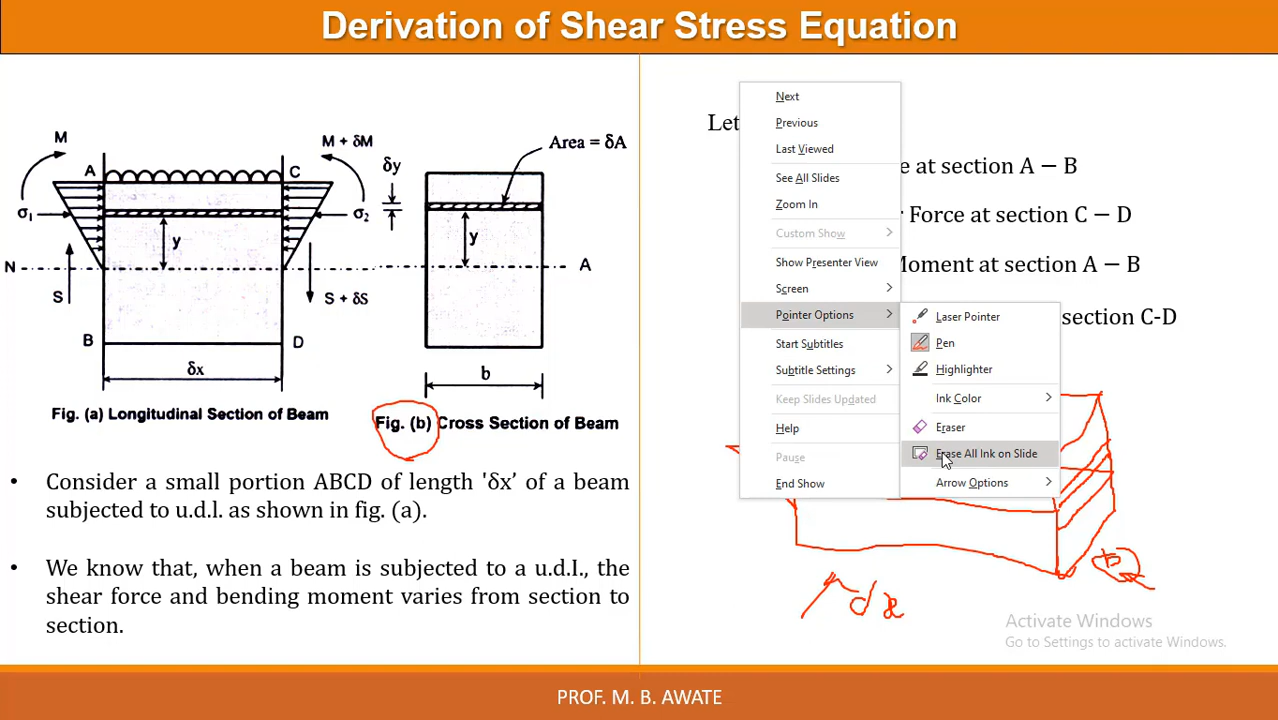 Derivation of Shear Stress Equation
M
M + δM
A
C
σ1
σ2
y
N
S
S + δS
B
D
δx
Fig. (a) Longitudinal Section of Beam
δy
Area = δA
y
A
b
Fig. (b) Cross Section of Beam
• Consider a small portion ABCD of length 'δx’ of a beam
subjected to u.d.l. as shown in fig. (a).
• We know that, when a beam is subjected to a u.d.I., the
shear force and bending moment varies from section to
section.
Let
e at section A − B
r Force at section C − D
Moment at section A − B
section C-D
Next
Previous
Last Viewed
See All Slides
Zoom In
Custom Show
Show Presenter View
Screen
Pointer Options
Start Subtitles
Subtitle Settings
Keep Slides Updated
Help
Pause
End Show
Laser Pointer
Pen
Highlighter
Ink Color
Eraser
Erase All Ink on Slide
Arrow Options
dx
b
Activate Windows
Go to Settings to activate Windows.
PROF. M. B. AWATE